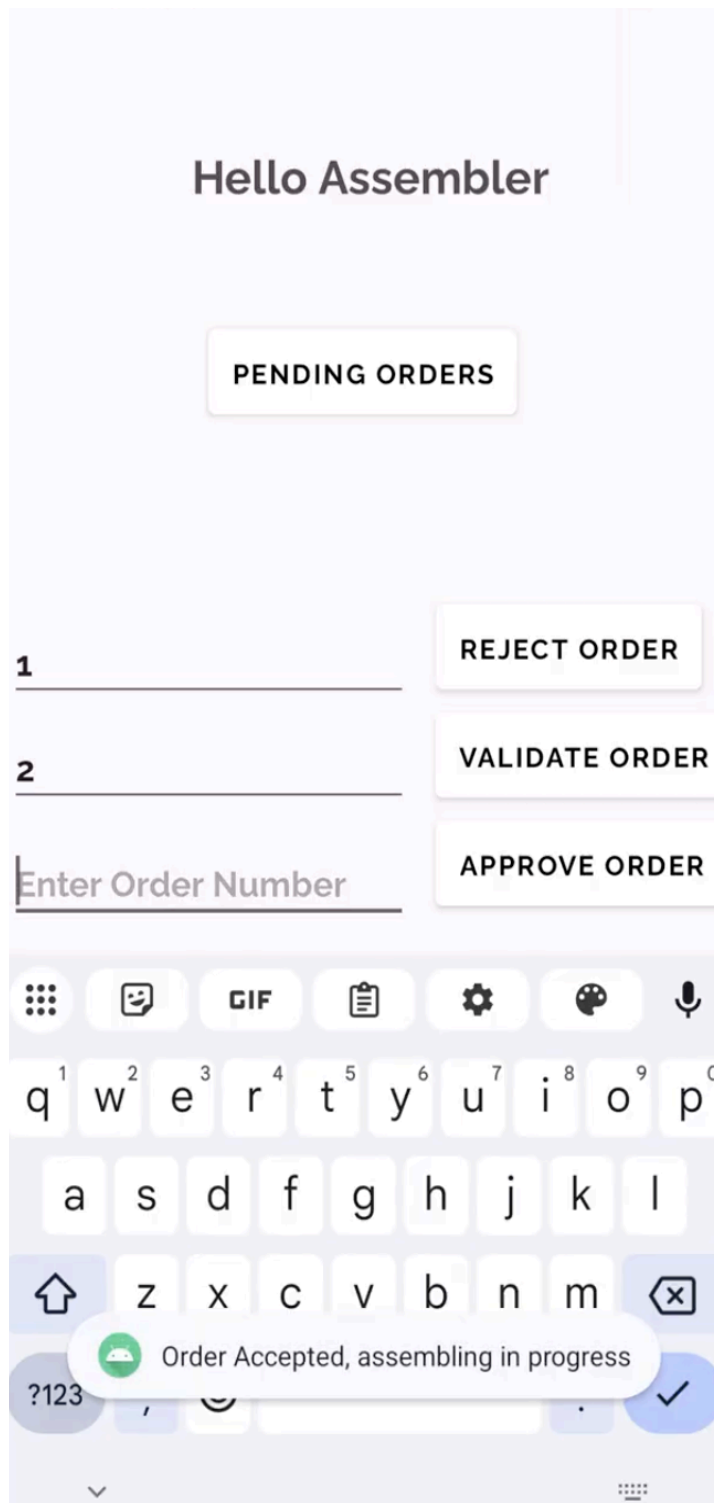 Hello Assembler
PENDING ORDERS
1
REJECT ORDER
2
VALIDATE ORDER
Enter Order Number
APPROVE ORDER
GIF
1 2 3 4 5 6 7 8 9 0
q w e r t y u i o p
a s d f g h j k l
z x c v b n m
Order Accepted, assembling in progress
?123 , .